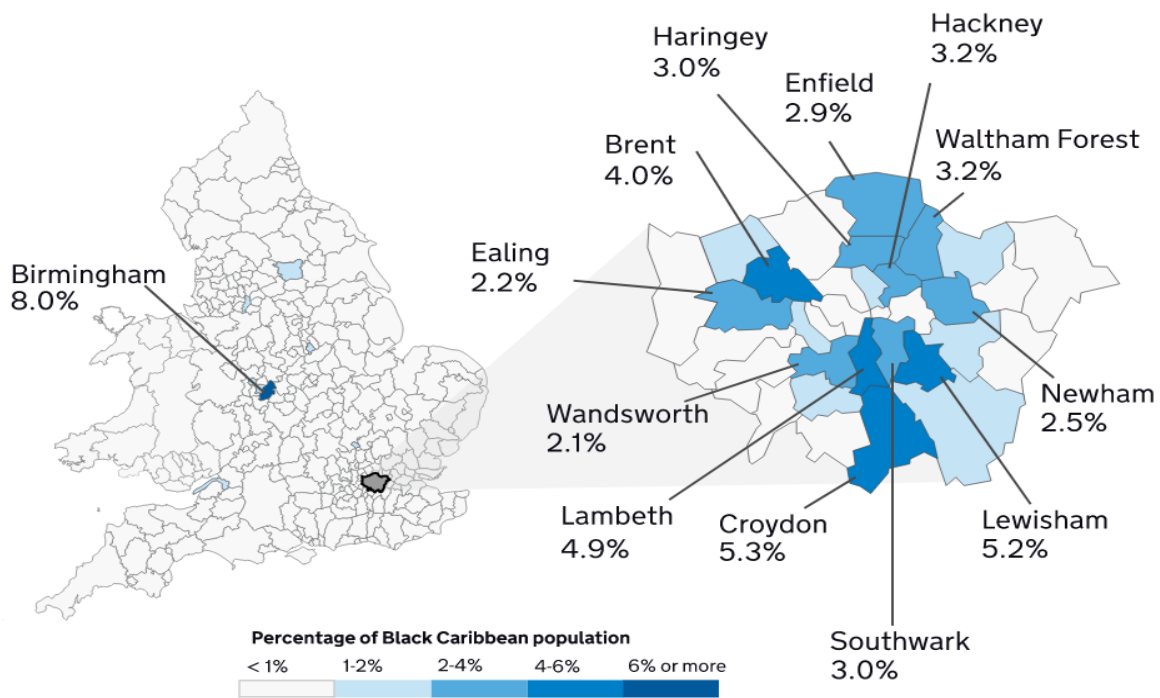 Hackney
3.2%
Haringey
3.0%
Enfield
2.9%
Brent
4.0%
Waltham Forest
3.2%
Ealing
2.2%
Birmingham
8.0%
Newham
2.5%
Wandsworth
2.1%
Lambeth
4.9%
Croydon
5.3%
Lewisham
5.2%
Southwark
3.0%
Percentage of Black Caribbean population
< 1% 1-2% 2-4% 4-6% 6% or more